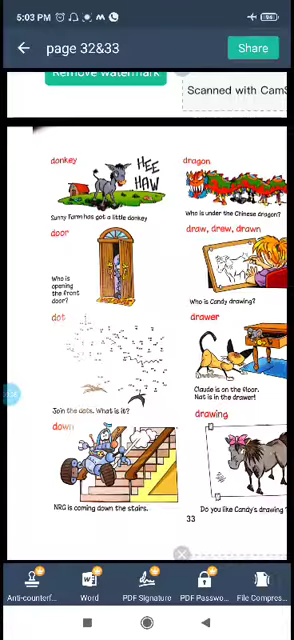 5:03 PM
94
page 32&33
Share
Remove watermark
Scanned with CamS
donkey
HEE
HAW
Sunny Farm has got a little donkey
door
Who is
opening
the front
door?
dot
Join the dots. What is it?
down
NRG is coming down the stairs.
dragon
Who is under the Chinese dragon?
draw, drew, drawn
Who is Candy drawing?
drawer
Claude is on the floor.
Nat is in the drawer!
drawing
Do you like Candy's drawing
33
Anti-counterf...
Word
PDF Signature
PDF Passwo...
File Compres...